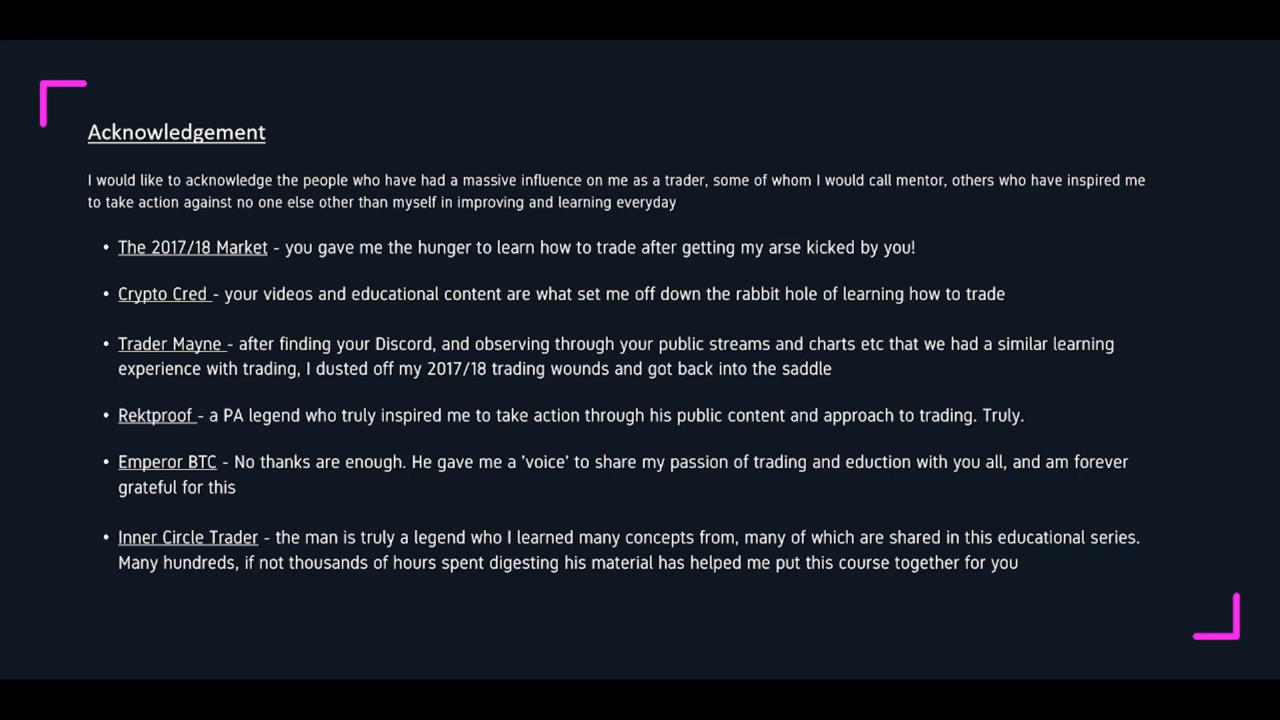 Acknowledgement
I would like to acknowledge the people who have had a massive influence on me as a trader, some of whom I would call mentor, others who have inspired me
to take action against no one else other than myself in improving and learning everyday
• The 2017/18 Market - you gave me the hunger to learn how to trade after getting my arse kicked by you!
• Crypto Cred - your videos and educational content are what set me off down the rabbit hole of learning how to trade
• Trader Mayne - after finding your Discord, and observing through your public streams and charts etc that we had a similar learning
experience with trading, I dusted off my 2017/18 trading wounds and got back into the saddle
• Rektproof - a PA legend who truly inspired me to take action through his public content and approach to trading. Truly.
• Emperor BTC - No thanks are enough. He gave me a 'voice' to share my passion of trading and eduction with you all, and am forever
grateful for this
• Inner Circle Trader - the man is truly a legend who I learned many concepts from, many of which are shared in this educational series.
Many hundreds, if not thousands of hours spent digesting his material has helped me put this course together for you